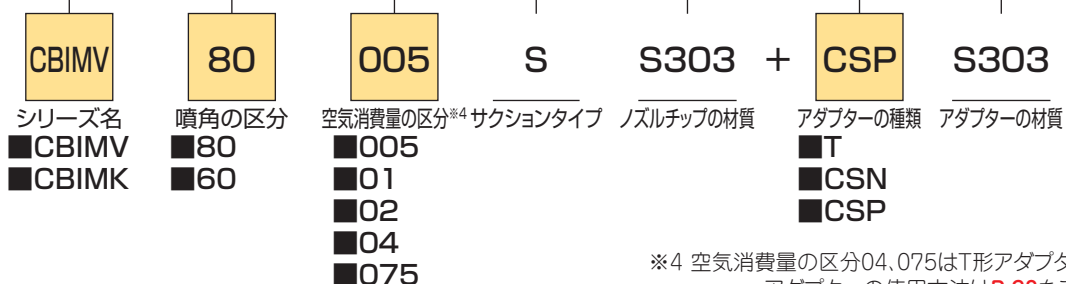 CBIMV 80 005 S S303 + CSP S303
シリーズ名 噴角の区分 空気消費量の区分※4 サクションタイプ ノズルチップの材質 アダプターの種類 アダプターの材質
■CBIMV ■80 ■005 ■T
■CBIMK ■60 ■01 ■CSN
■02 ■CSP
■04
■075
※4 空気消費量の区分04、075はT形アダプタ